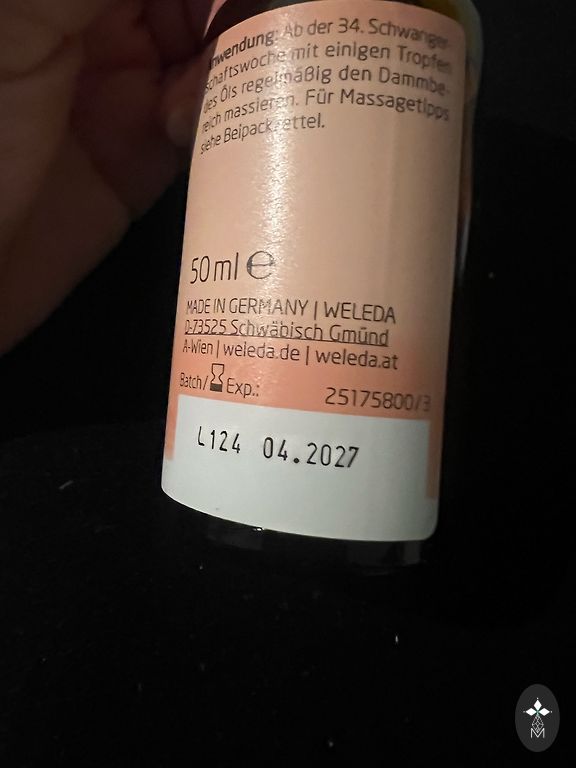 Anwendung: Ab der 34. Schwanger-
schaftswoche mit einigen Tropfen
des Öls regelmäßig den Dammbe-
reich massieren. Für Massagetipps
siehe Beipackzettel.
50 ml ℮
MADE IN GERMANY | WELEDA
D-73525 Schwäbisch Gmünd
A-Wien | weleda.de | weleda.at
Batch/ Exp.: 25175800/3
L124 04.2027
M